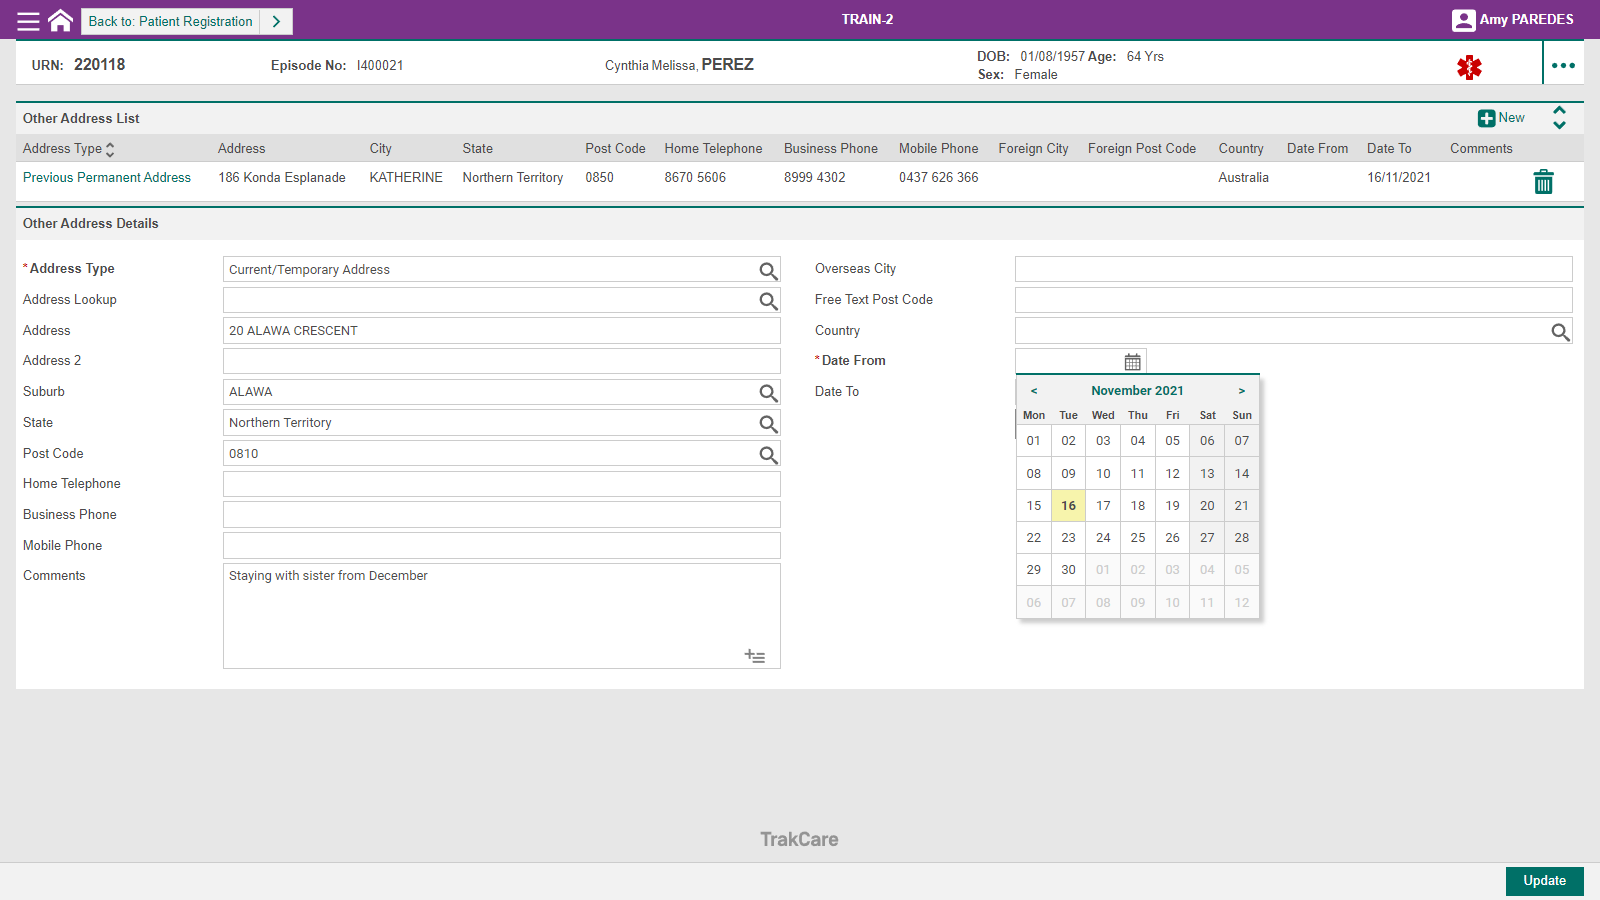 Back to: Patient Registration
TRAIN-2
Amy PAREDES
URN: 220118
Episode No: I400021
Cynthia Melissa, PEREZ
DOB: 01/08/1957 Age: 64 Yrs
Sex: Female
Other Address List
New
Address Type Address City State Post Code Home Telephone Business Phone Mobile Phone Foreign City Foreign Post Code Country Date From Date To Comments
Previous Permanent Address 186 Konda Esplanade KATHERINE Northern Territory 0850 8670 5606 8999 4302 0437 626 366 Australia 16/11/2021
Other Address Details
*Address Type Current/Temporary Address
Address Lookup
Address 20 ALAWA CRESCENT
Address 2
Suburb ALAWA
State Northern Territory
Post Code 0810
Home Telephone
Business Phone
Mobile Phone
Comments Staying with sister from December
Overseas City
Free Text Post Code
Country
*Date From
Date To
< November 2021 >
Mon Tue Wed Thu Fri Sat Sun
01 02 03 04 05 06 07
08 09 10 11 12 13 14
15 16 17 18 19 20 21
22 23 24 25 26 27 28
29 30 01 02 03 04 05
06 07 08 09 10 11 12
TrakCare
Update